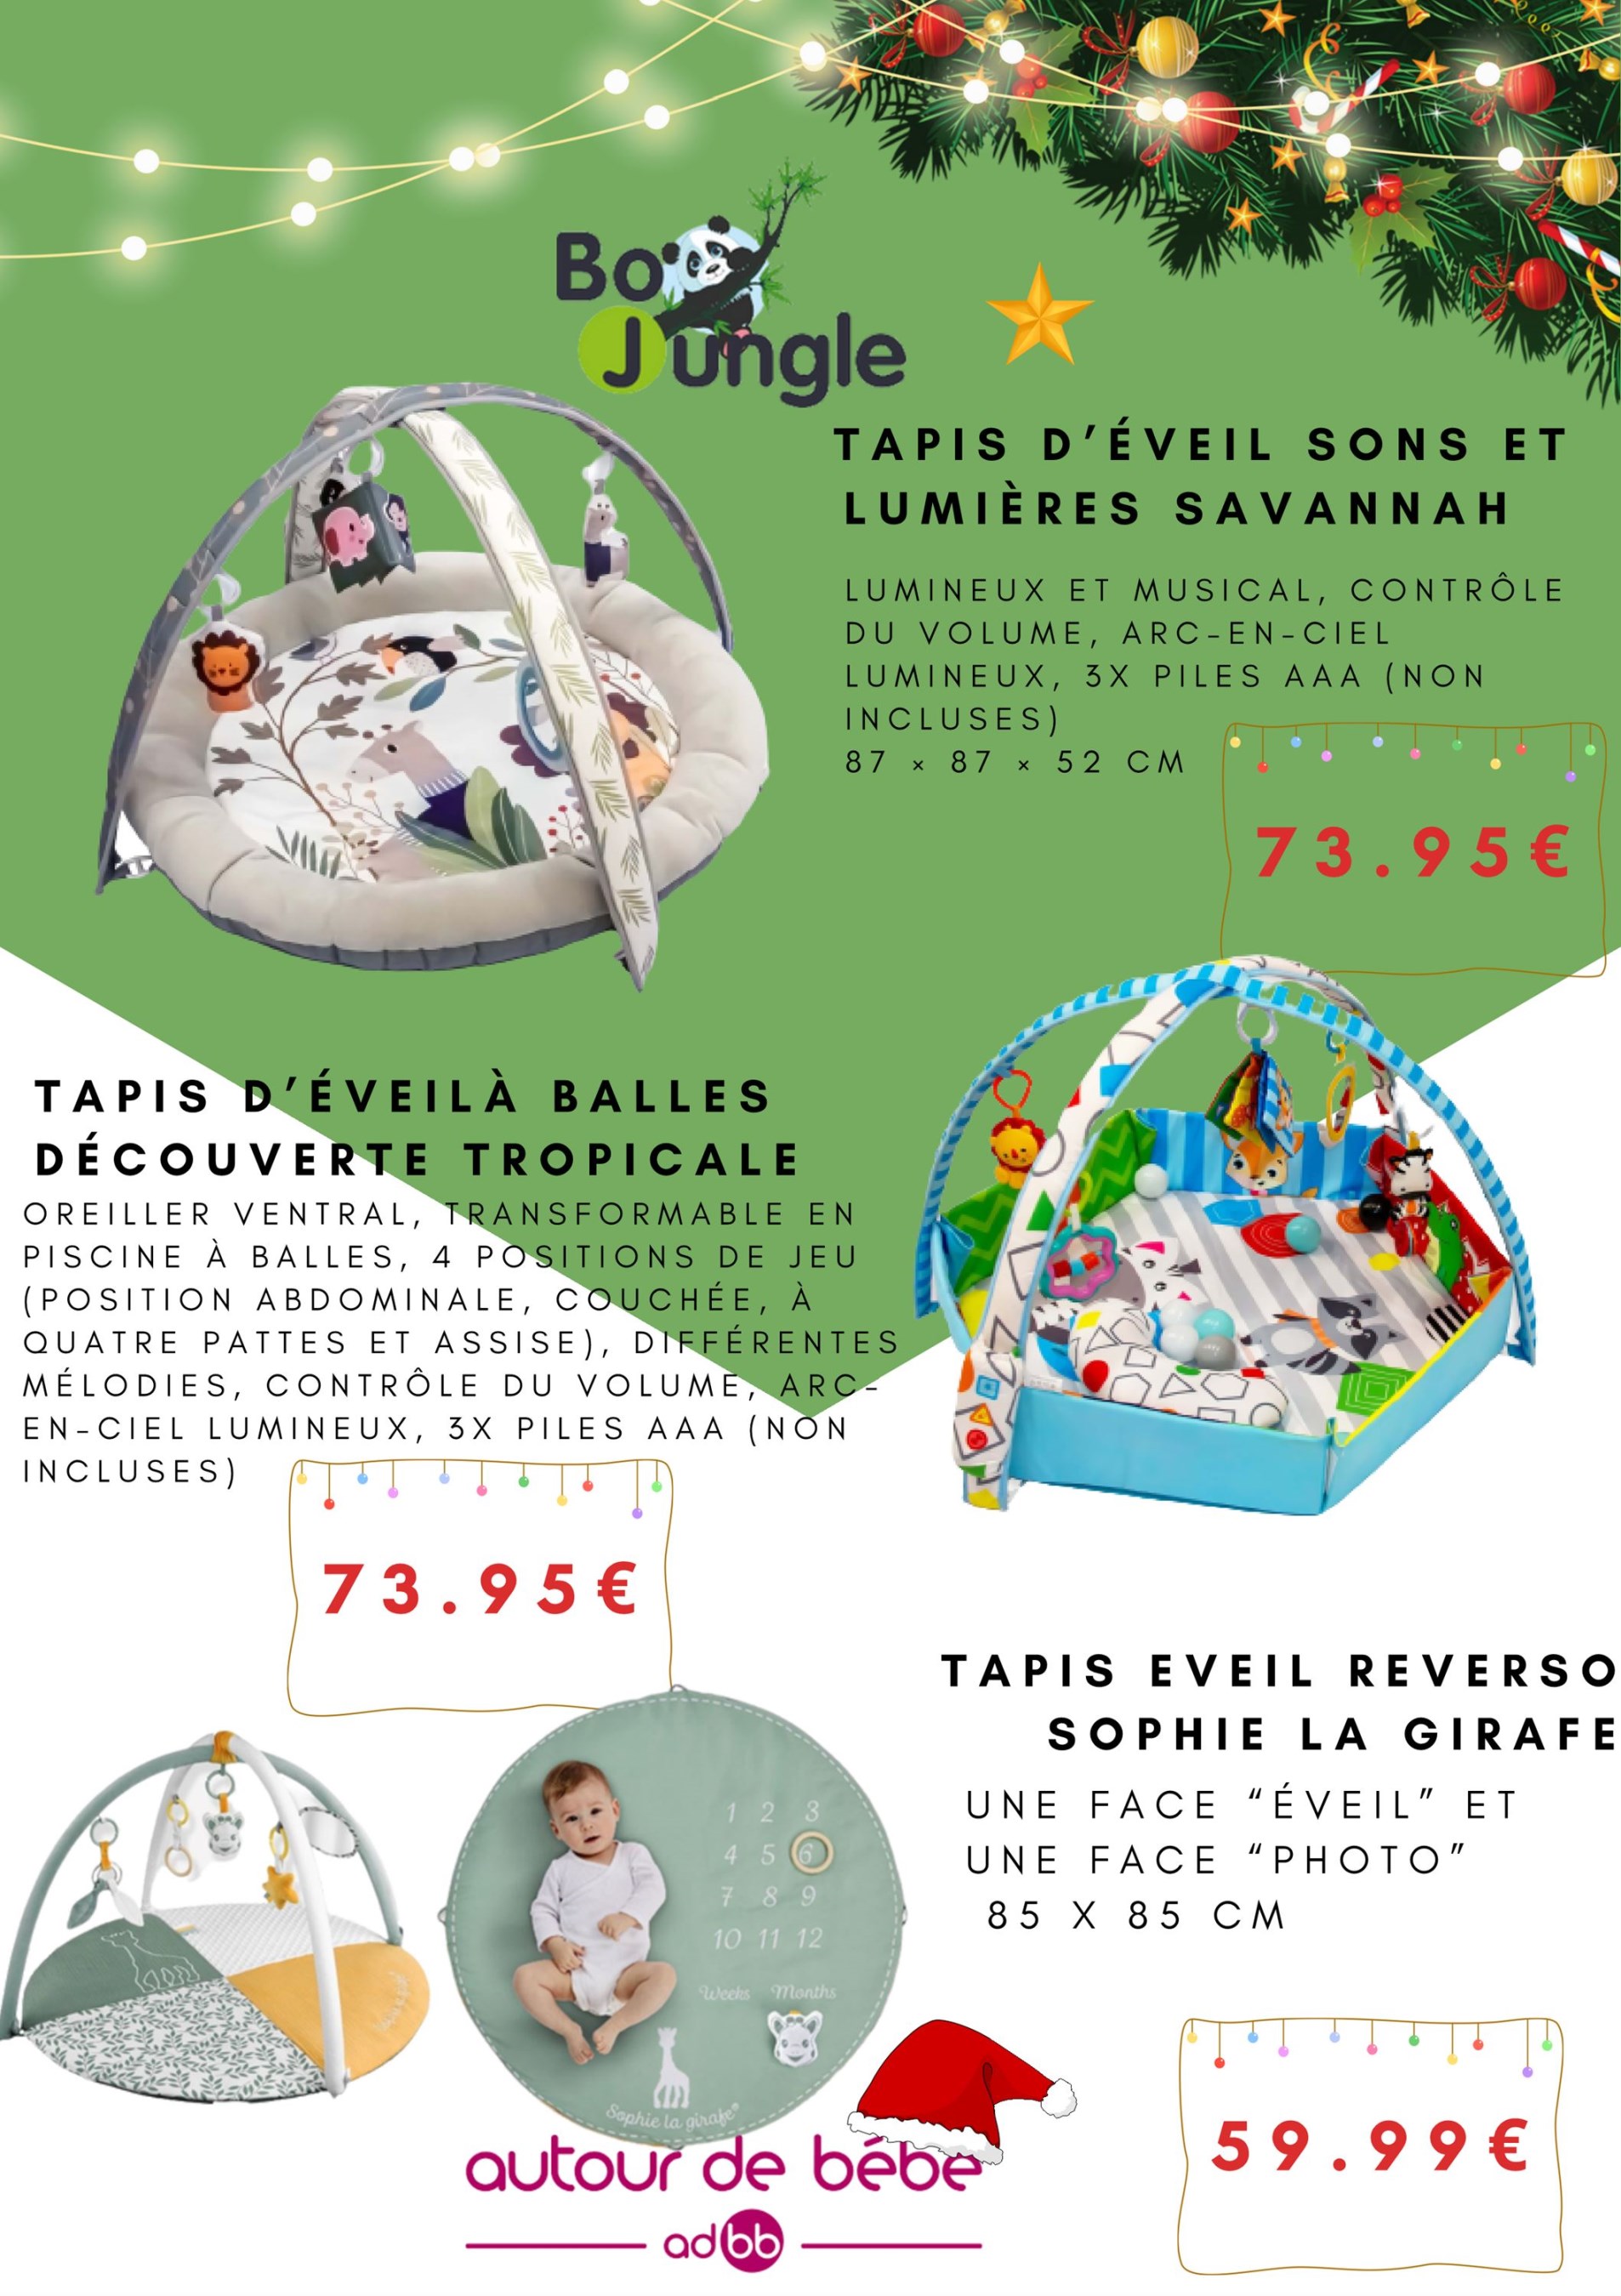 Bo
Jungle
TAPIS D'ÉVEIL SONS ET
LUMIÈRES SAVANNAH
LUMINEUX ET MUSICAL, CONTRÔLE
DU VOLUME, ARC-EN-CIEL
LUMINEUX, 3X PILES AAA (NON
INCLUSES)
87 × 87 × 52 CM
73.95€
TAPIS D'ÉVEILÀ BALLES
DÉCOUVERTE TROPICALE
OREILLER VENTRAL, TRANSFORMABLE EN
PISCINE À BALLES, 4 POSITIONS DE JEU
(POSITION ABDOMINALE, COUCHÉE, À
QUATRE PATTES ET ASSISE), DIFFÉRENTES
MÉLODIES, CONTRÔLE DU VOLUME, ARC-
EN-CIEL LUMINEUX, 3X PILES AAA (NON
INCLUSES)
73.95€
TAPIS EVEIL REVERSO
SOPHIE LA GIRAFE
UNE FACE “ÉVEIL” ET
UNE FACE “PHOTO”
85 X 85 CM
1 2 3
4 5 6
7 8 9
10 11 12
Weeks Months
Sophie la girafe®
59.99€
autour de bébé
adbb